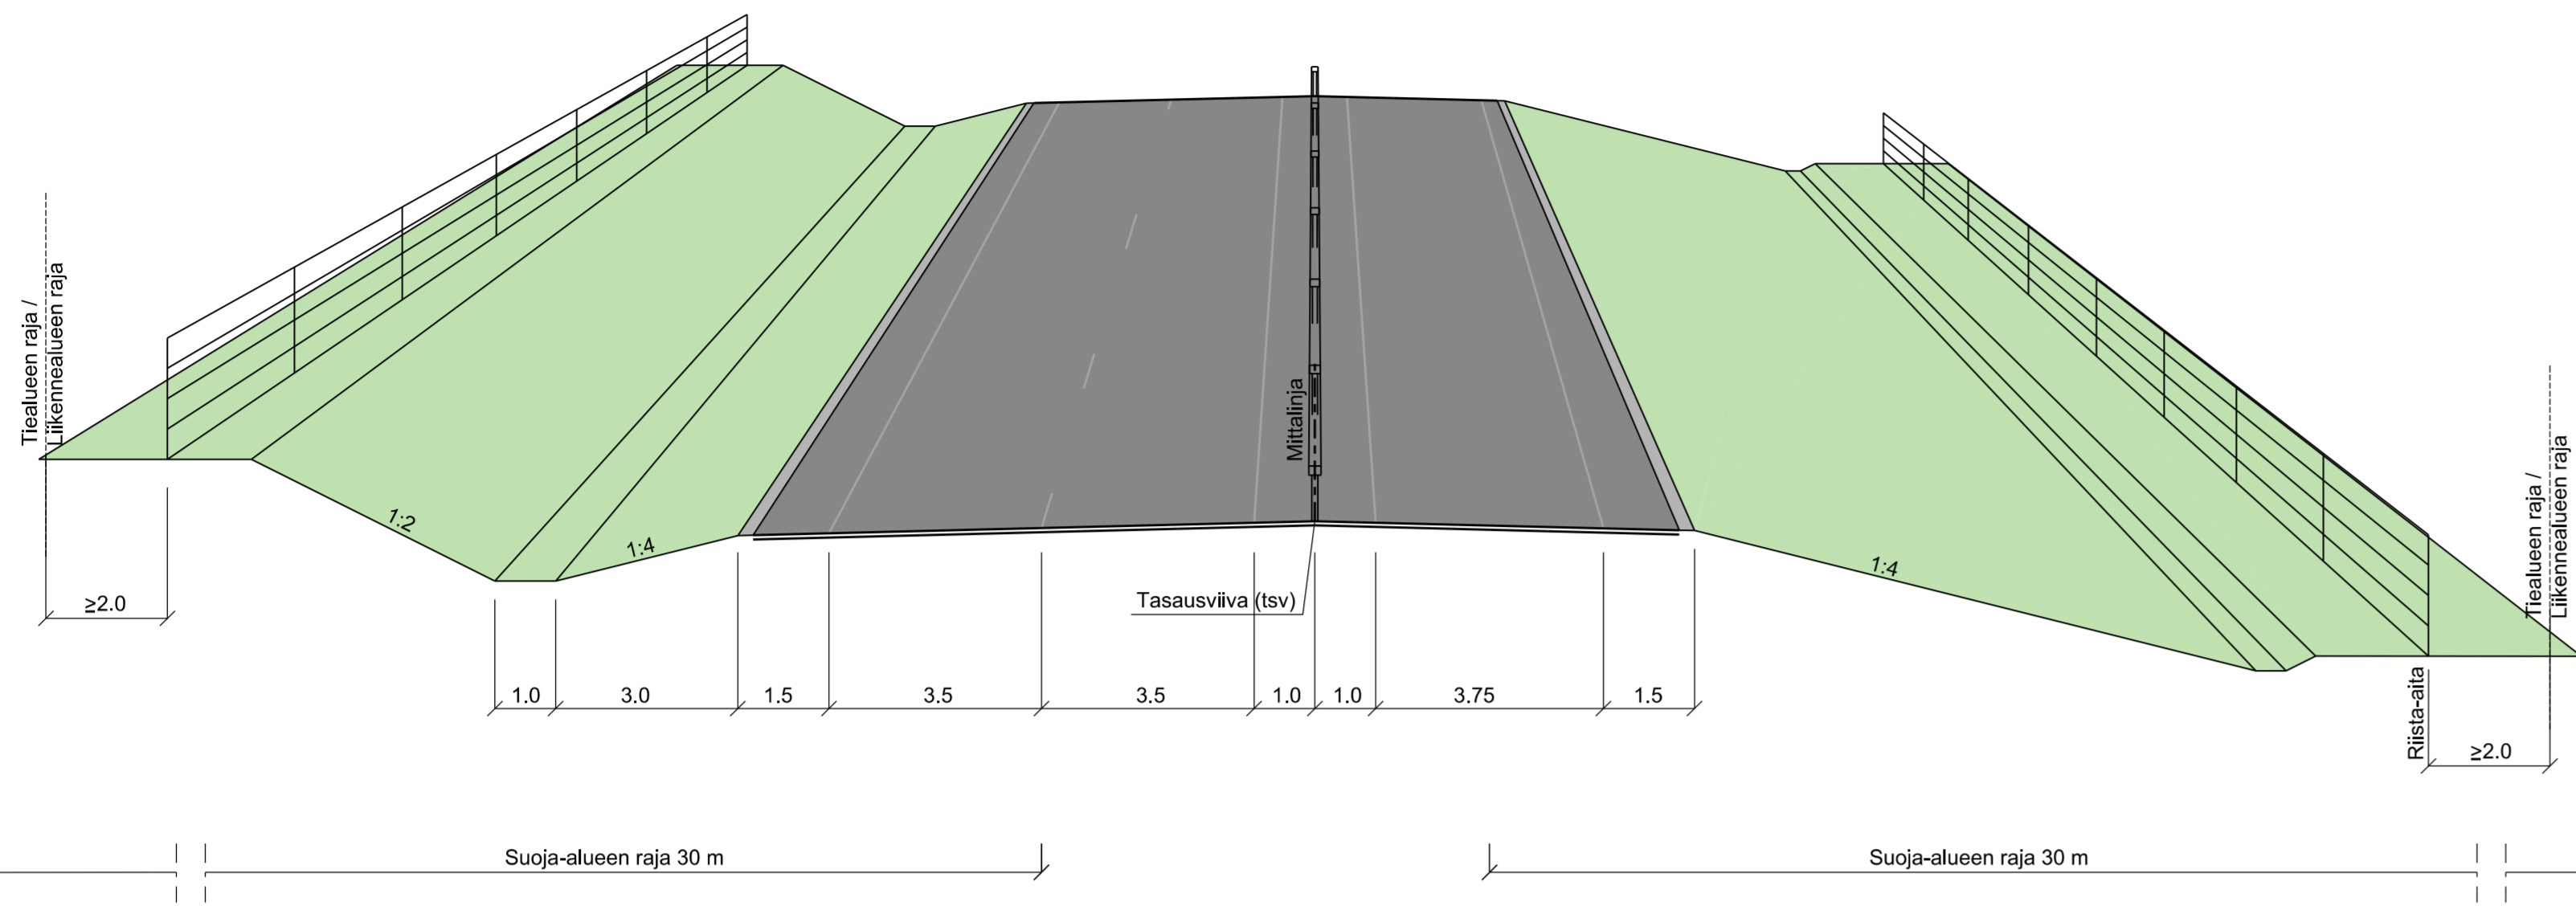 Tiealueen raja /
Liikennealueen raja
≥2.0
1:2
1:4
Mittalinja
Tasausviiva (tsv)
1:4
Tiealueen raja /
Liikennealueen raja
Riista-aita
≥2.0
1.0 3.0 1.5 3.5 3.5 1.0 1.0 3.75 1.5
Suoja-alueen raja 30 m
Suoja-alueen raja 30 m